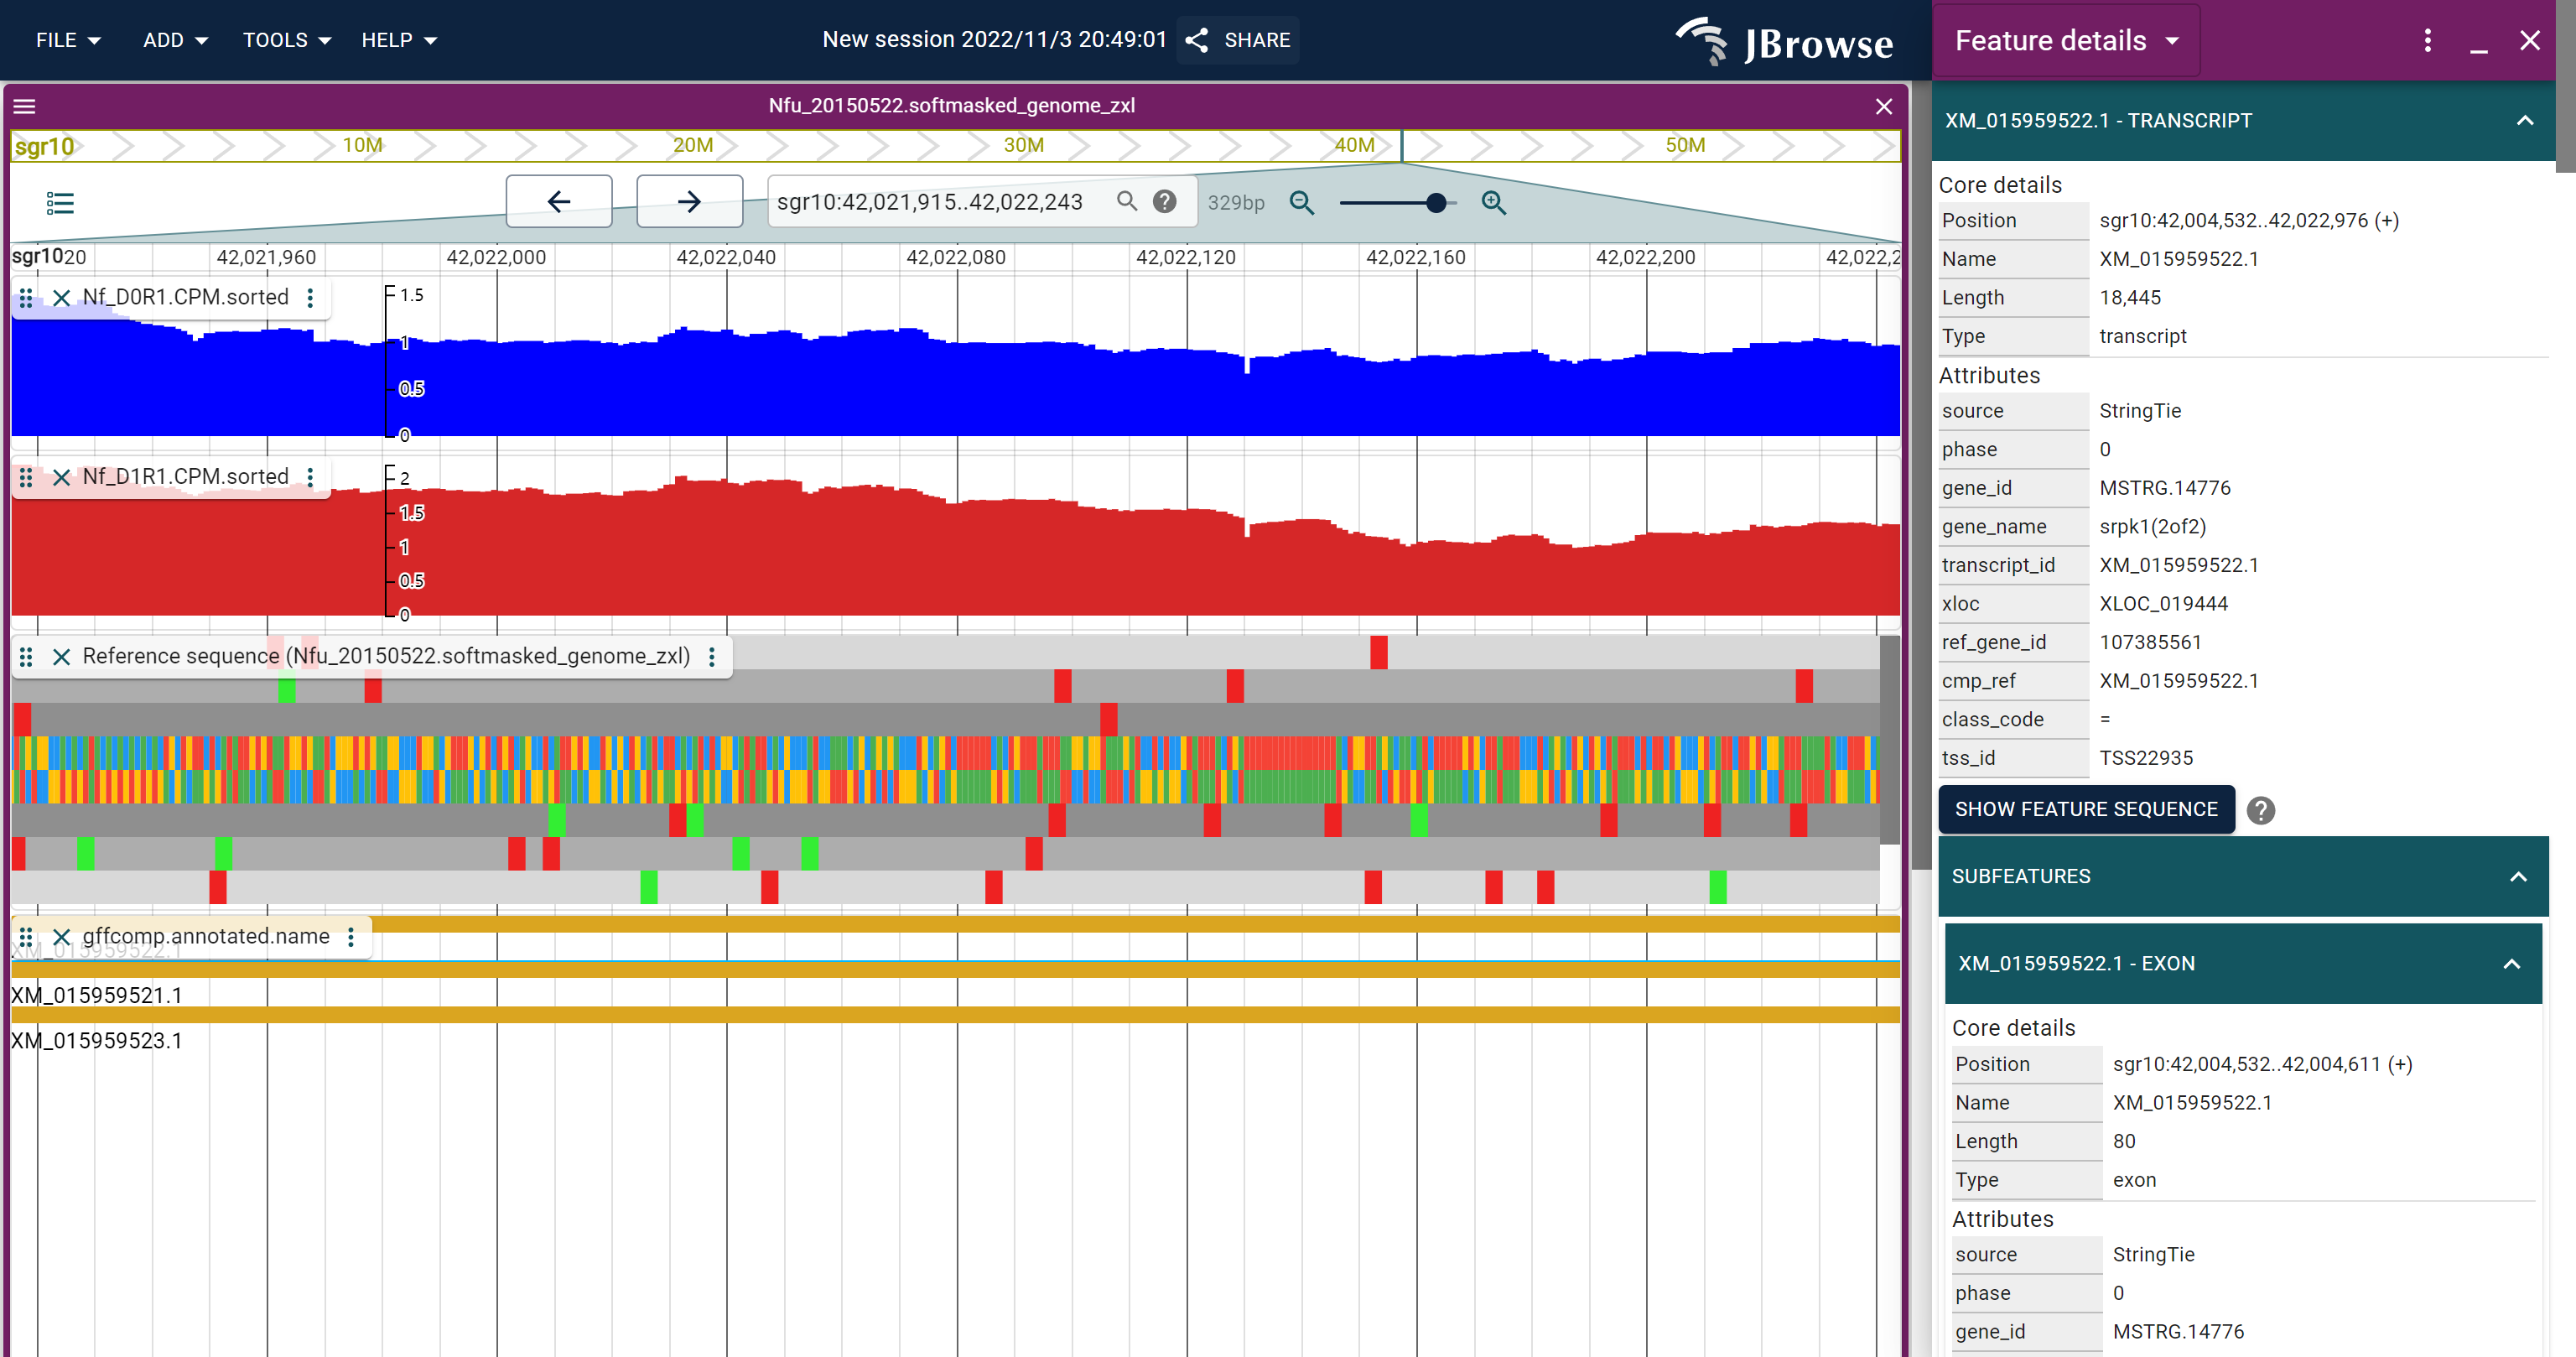 FILE ADD TOOLS HELP New session 2022/11/3 20:49:01 SHARE JBrowse
Nfu_20150522.softmasked_genome_zxl
sgr10 10M 20M 30M 40M 50M
sgr10:42,021,915..42,022,243 329bp
sgr10 20 42,021,960 42,022,000 42,022,040 42,022,080 42,022,120 42,022,160 42,022,200 42,022,2
Nf_D0R1.CPM.sorted
1.5
1
0.5
0
Nf_D1R1.CPM.sorted
2
1.5
1
0.5
0
Reference sequence (Nfu_20150522.softmasked_genome_zxl)
gffcomp.annotated.name
XM_015959522.1
XM_015959521.1
XM_015959523.1
Feature details
XM_015959522.1 - TRANSCRIPT
Core details
Position sgr10:42,004,532..42,022,976 (+)
Name XM_015959522.1
Length 18,445
Type transcript
Attributes
source StringTie
phase 0
gene_id MSTRG.14776
gene_name srpk1(2of2)
transcript_id XM_015959522.1
xloc XLOC_019444
ref_gene_id 107385561
cmp_ref XM_015959522.1
class_code =
tss_id TSS22935
SHOW FEATURE SEQUENCE ?
SUBFEATURES
XM_015959522.1 - EXON
Core details
Position sgr10:42,004,532..42,004,611 (+)
Name XM_015959522.1
Length 80
Type exon
Attributes
source StringTie
phase 0
gene_id MSTRG.14776